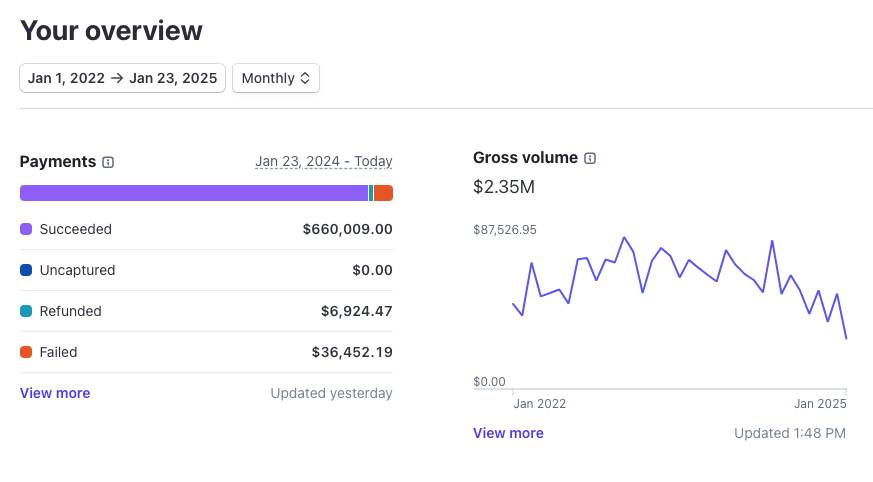 Your overview
Jan 1, 2022 → Jan 23, 2025 Monthly
Payments Jan 23, 2024 - Today
Succeeded $660,009.00
Uncaptured $0.00
Refunded $6,924.47
Failed $36,452.19
View more Updated yesterday
Gross volume
$2.35M
$87,526.95
$0.00
Jan 2022 Jan 2025
View more Updated 1:48 PM